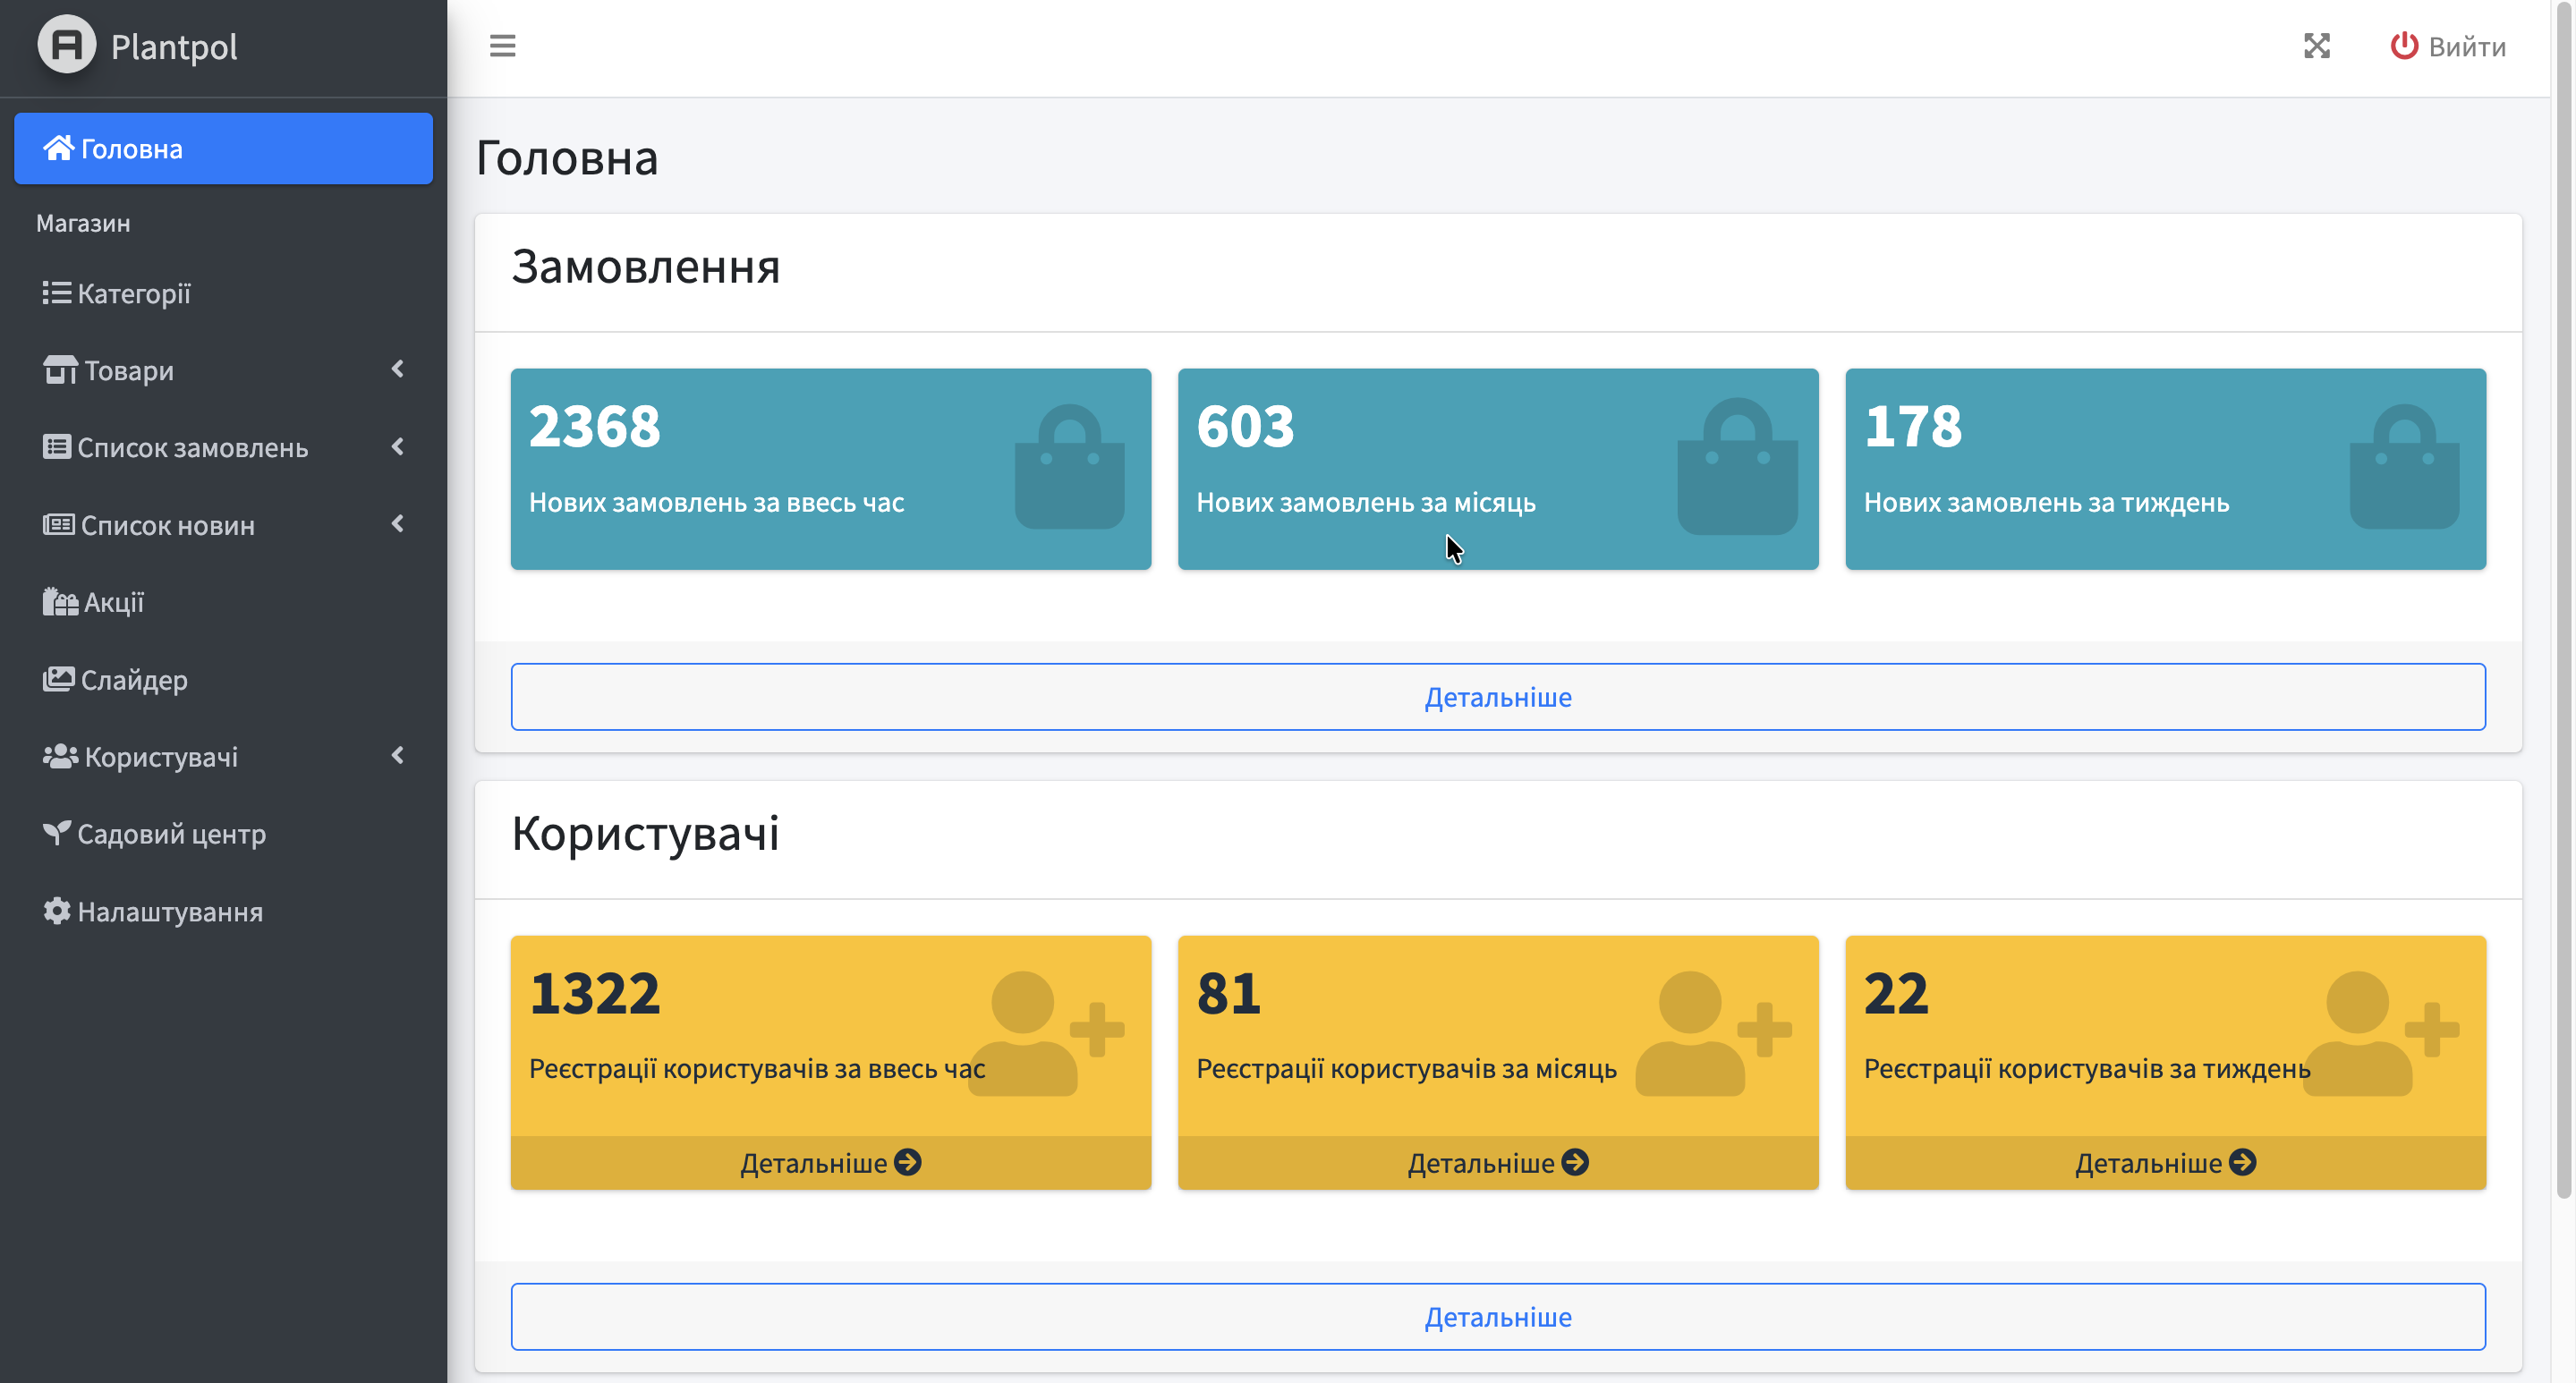 Plantpol
Вийти
Головна
Магазин
Категорії
Товари
Список замовлень
Список новин
Акції
Слайдер
Користувачі
Садовий центр
Налаштування
Головна
Замовлення
2368
Нових замовлень за ввесь час
603
Нових замовлень за місяць
178
Нових замовлень за тиждень
Детальніше
Користувачі
1322
Реєстрації користувачів за ввесь час
Детальніше
81
Реєстрації користувачів за місяць
Детальніше
22
Реєстрації користувачів за тиждень
Детальніше
Детальніше